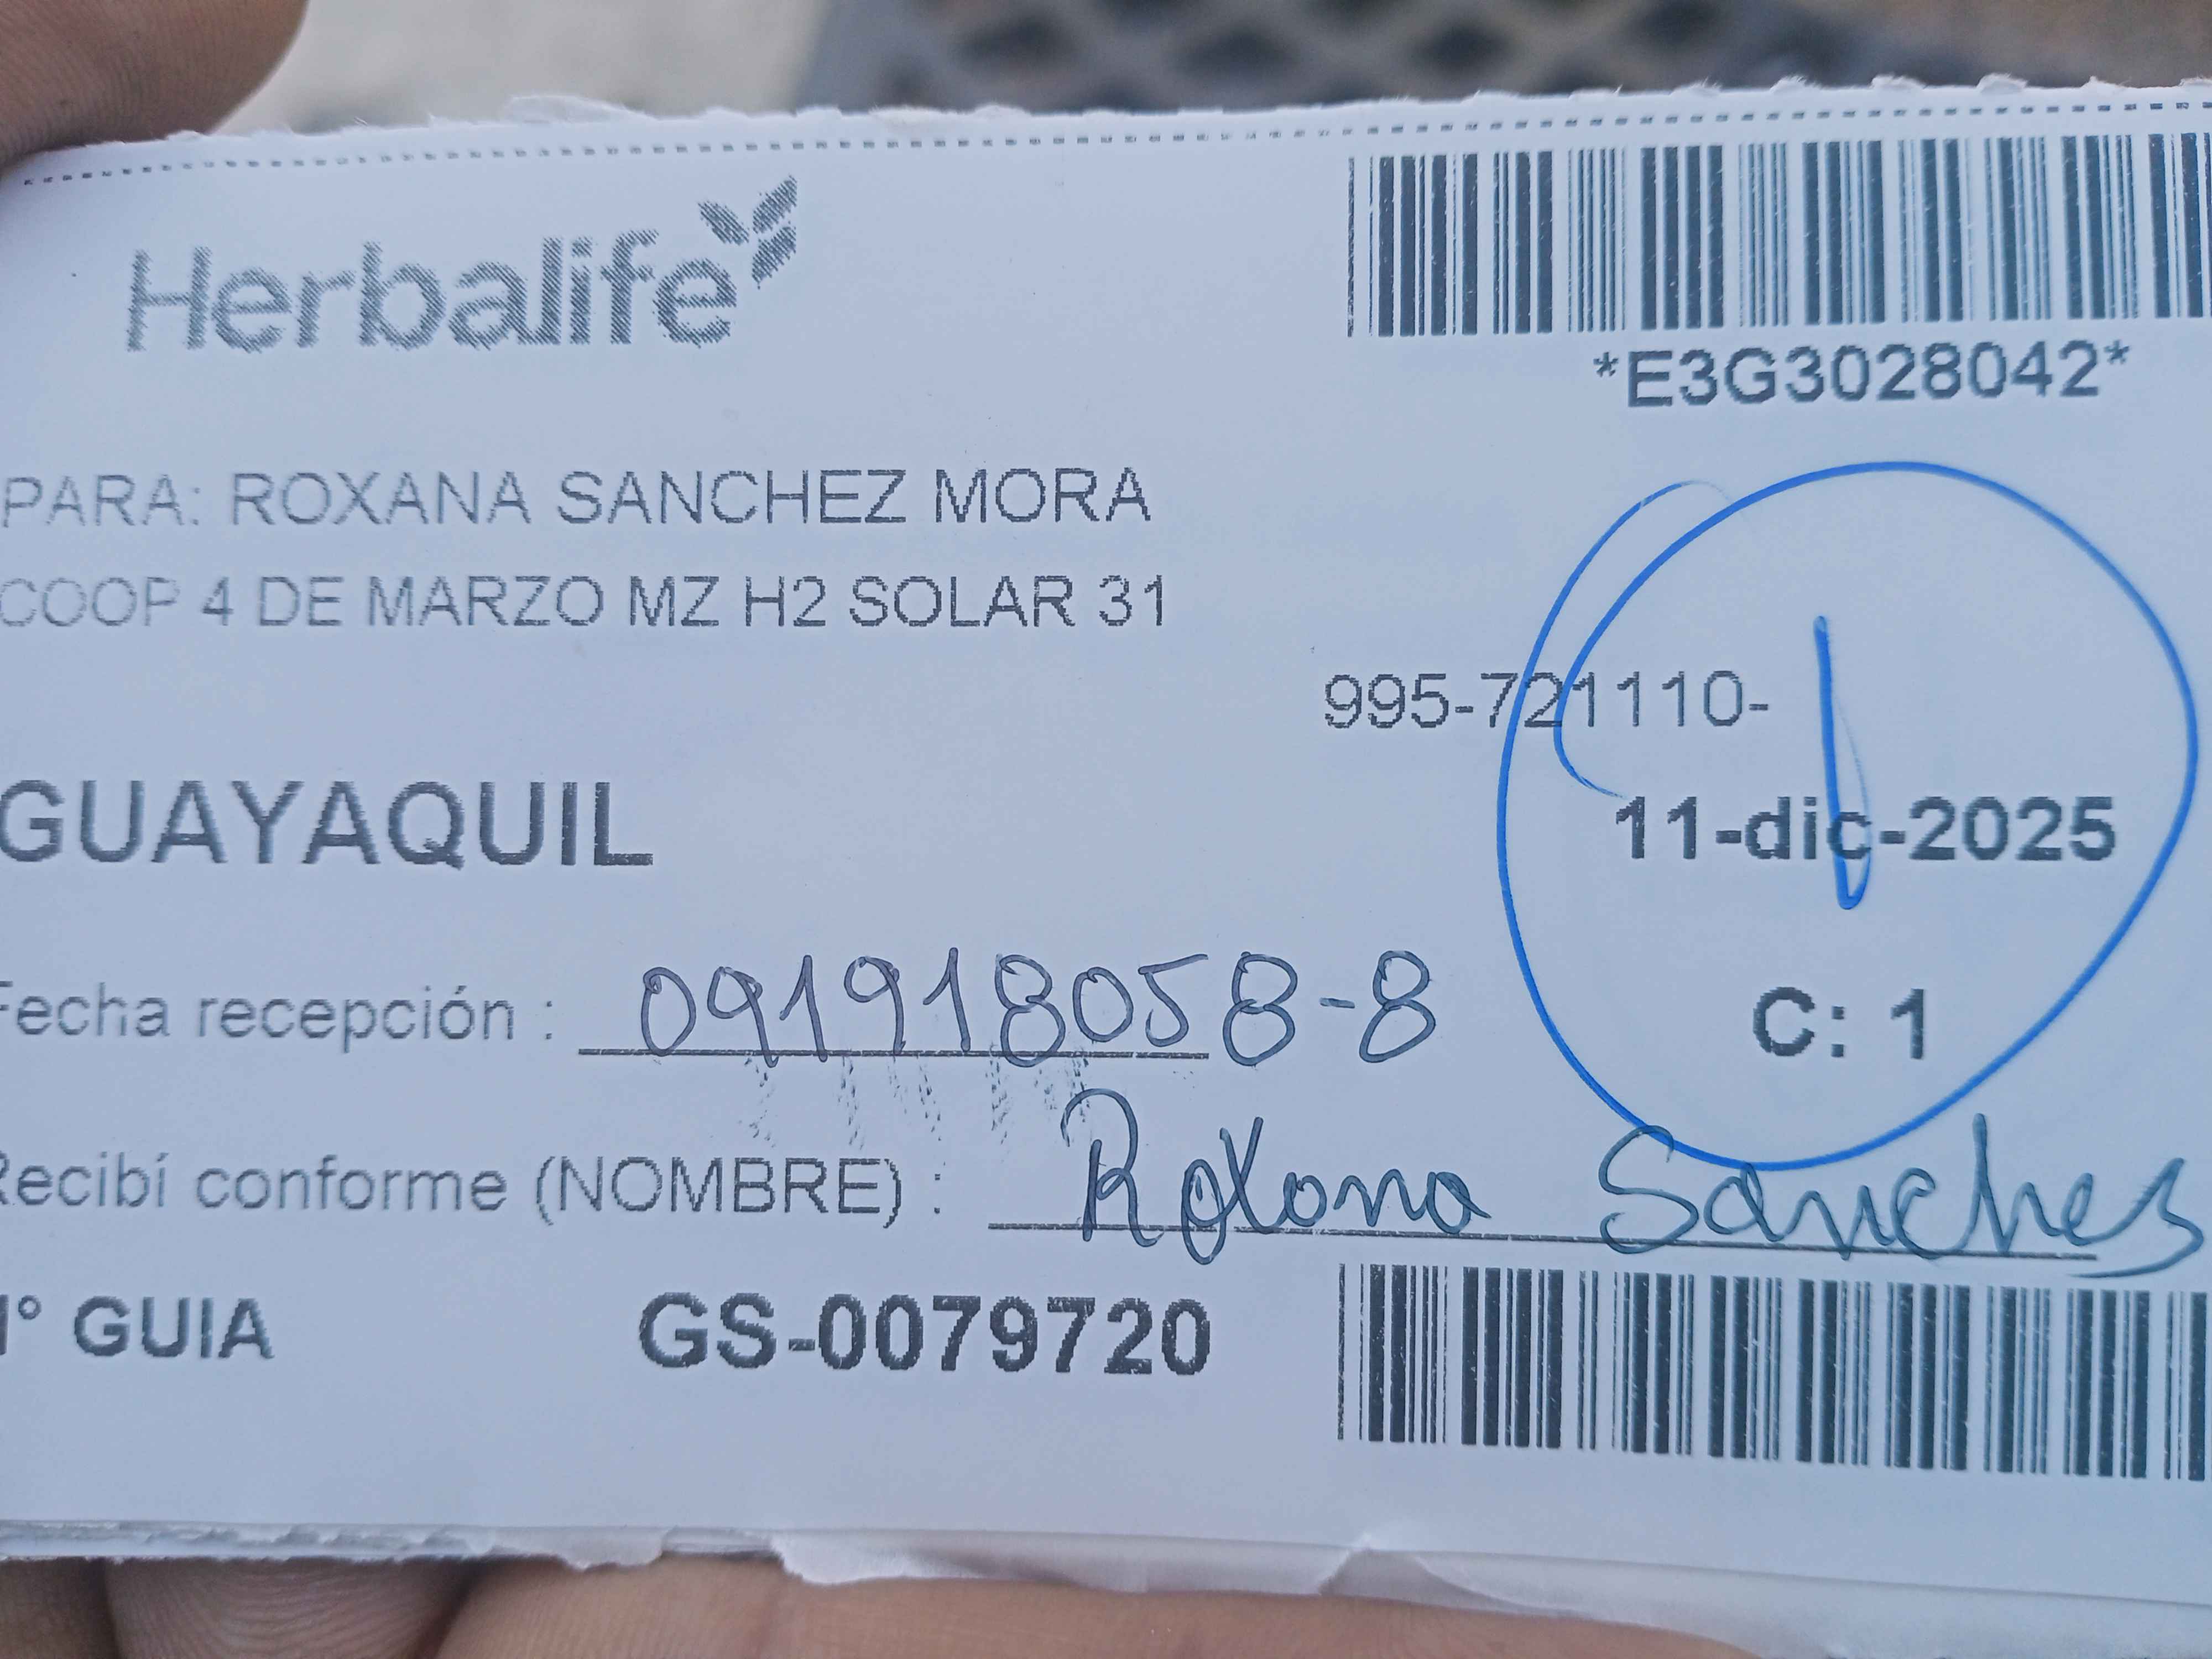 Herbalife
*E3G3028042*
PARA: ROXANA SANCHEZ MORA
COOP 4 DE MARZO MZ H2 SOLAR 31
995-721110-
GUAYAQUIL
11-dic-2025
Fecha recepción : 091918058-8
C: 1
Recibí conforme (NOMBRE) : Roxana Sanchez
N° GUIA GS-0079720